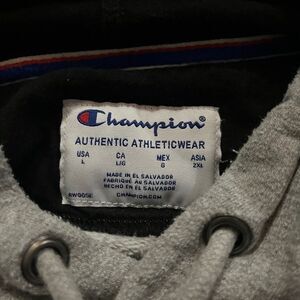 Champion
AUTHENTIC ATHLETICWEAR
USA CA MEX ASIA
L L/G G 2XL
MADE IN EL SALVADOR
FABRIQUÉ AU SALVADOR
HECHO EN EL SALVADOR
CHAMPION.COM